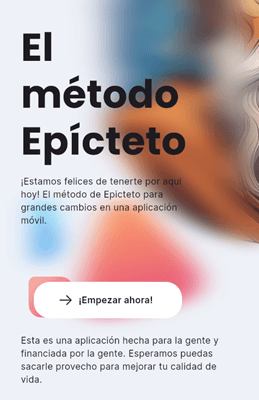 El
método
Epícteto
¡Estamos felices de tenerte por aquí
hoy! El método de Epicteto para
grandes cambios en una aplicación
móvil.
¡Empezar ahora!
Esta es una aplicación hecha para la gente y
financiada por la gente. Esperamos puedas
sacarle provecho para mejorar tu calidad de
vida.